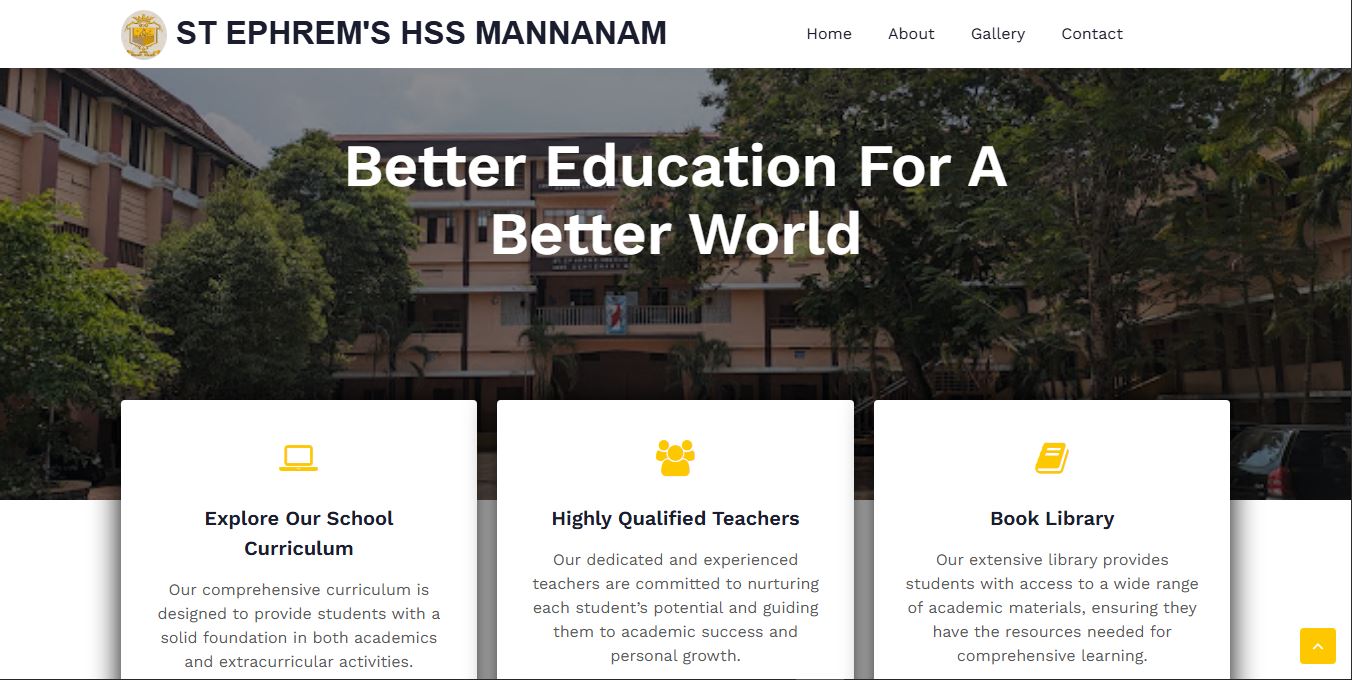 ST EPHREM'S HSS MANNANAM
Home About Gallery Contact
Better Education For A
Better World
Explore Our School
Curriculum
Our comprehensive curriculum is
designed to provide students with a
solid foundation in both academics
and extracurricular activities.
Highly Qualified Teachers
Our dedicated and experienced
teachers are committed to nurturing
each student’s potential and guiding
them to academic success and
personal growth.
Book Library
Our extensive library provides
students with access to a wide range
of academic materials, ensuring they
have the resources needed for
comprehensive learning.